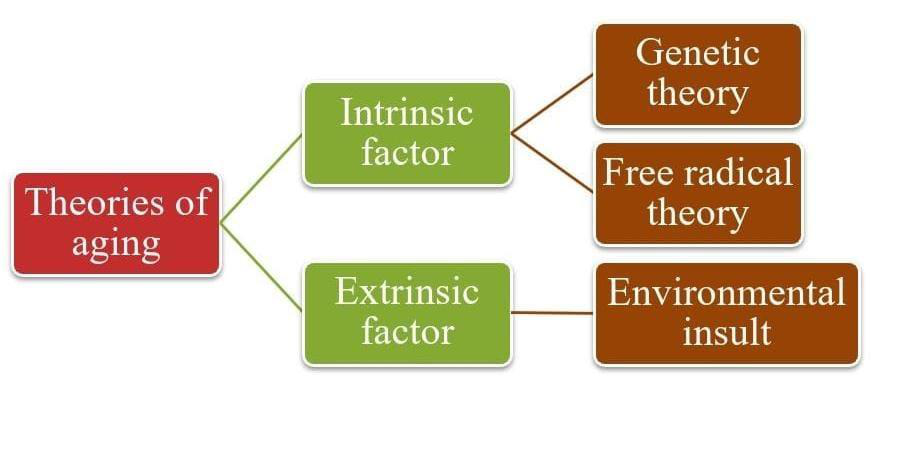 Theories of
aging
Intrinsic
factor
Genetic
theory
Free radical
theory
Extrinsic
factor
Environmental
insult